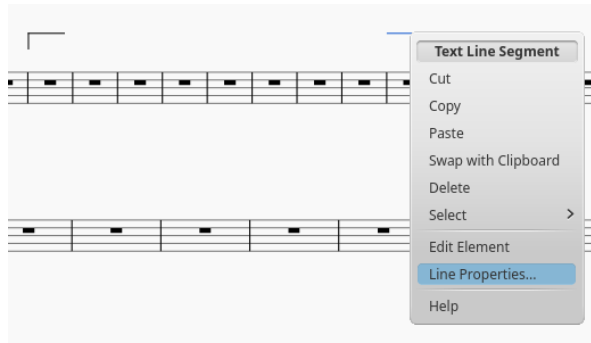 Text Line Segment
Cut
Copy
Paste
Swap with Clipboard
Delete
Select
Edit Element
Line Properties...
Help